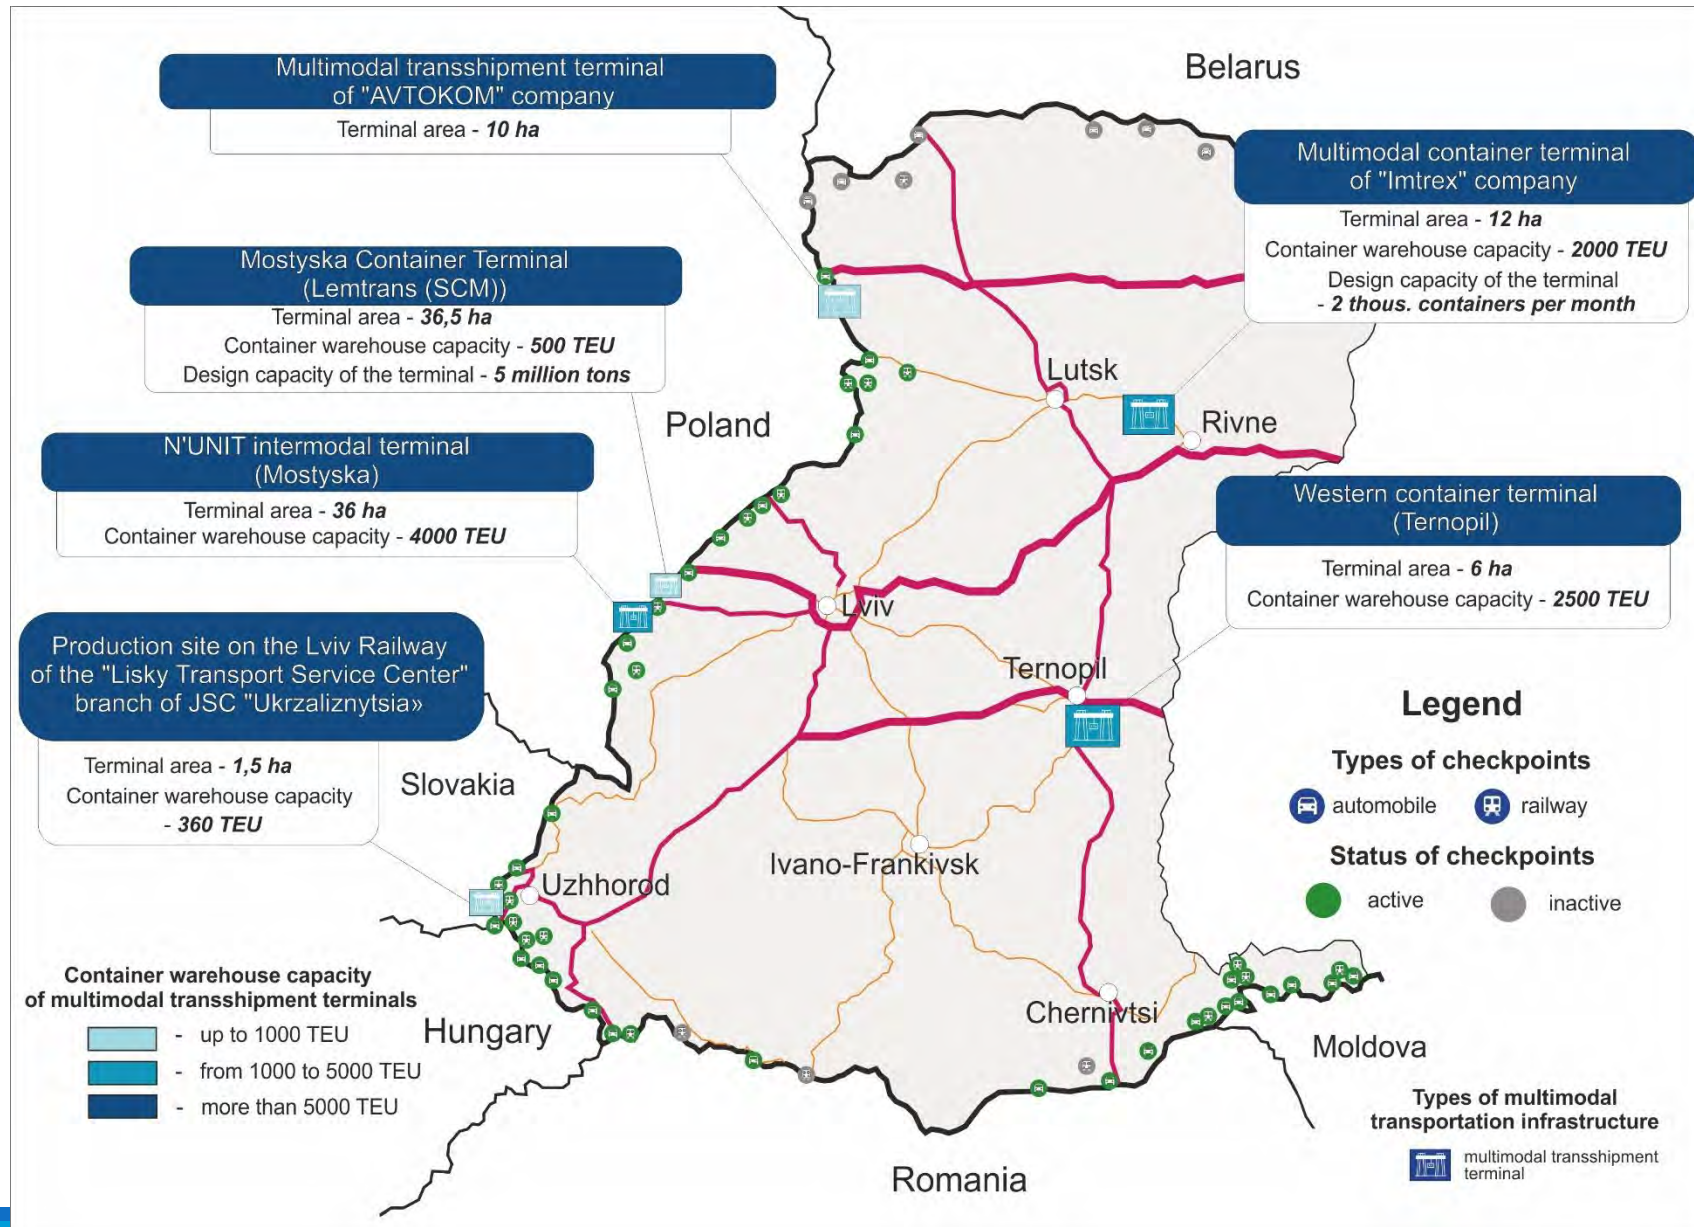 Belarus
Multimodal transshipment terminal
of "AVTOKOM" company
Terminal area - 10 ha
Multimodal container terminal
of "Imtrex" company
Terminal area - 12 ha
Container warehouse capacity - 2000 TEU
Design capacity of the terminal
- 2 thous. containers per month
Mostyska Container Terminal
(Lemtrans (SCM))
Terminal area - 36,5 ha
Container warehouse capacity - 500 TEU
Design capacity of the terminal - 5 million tons
Lutsk
Poland
Rivne
N'UNIT intermodal terminal
(Mostyska)
Terminal area - 36 ha
Container warehouse capacity - 4000 TEU
Western container terminal
(Ternopil)
Terminal area - 6 ha
Container warehouse capacity - 2500 TEU
Lviv
Production site on the Lviv Railway
of the "Lisky Transport Service Center"
branch of JSC "Ukrzaliznytsia»
Terminal area - 1,5 ha
Container warehouse capacity
- 360 TEU
Ternopil
Slovakia
Ivano-Frankivsk
Uzhhorod
Legend
Types of checkpoints
automobile
railway
Status of checkpoints
active
inactive
Container warehouse capacity
of multimodal transshipment terminals
- up to 1000 TEU
- from 1000 to 5000 TEU
- more than 5000 TEU
Hungary
Chernivtsi
Moldova
Romania
Types of multimodal
transportation infrastructure
multimodal transshipment
terminal